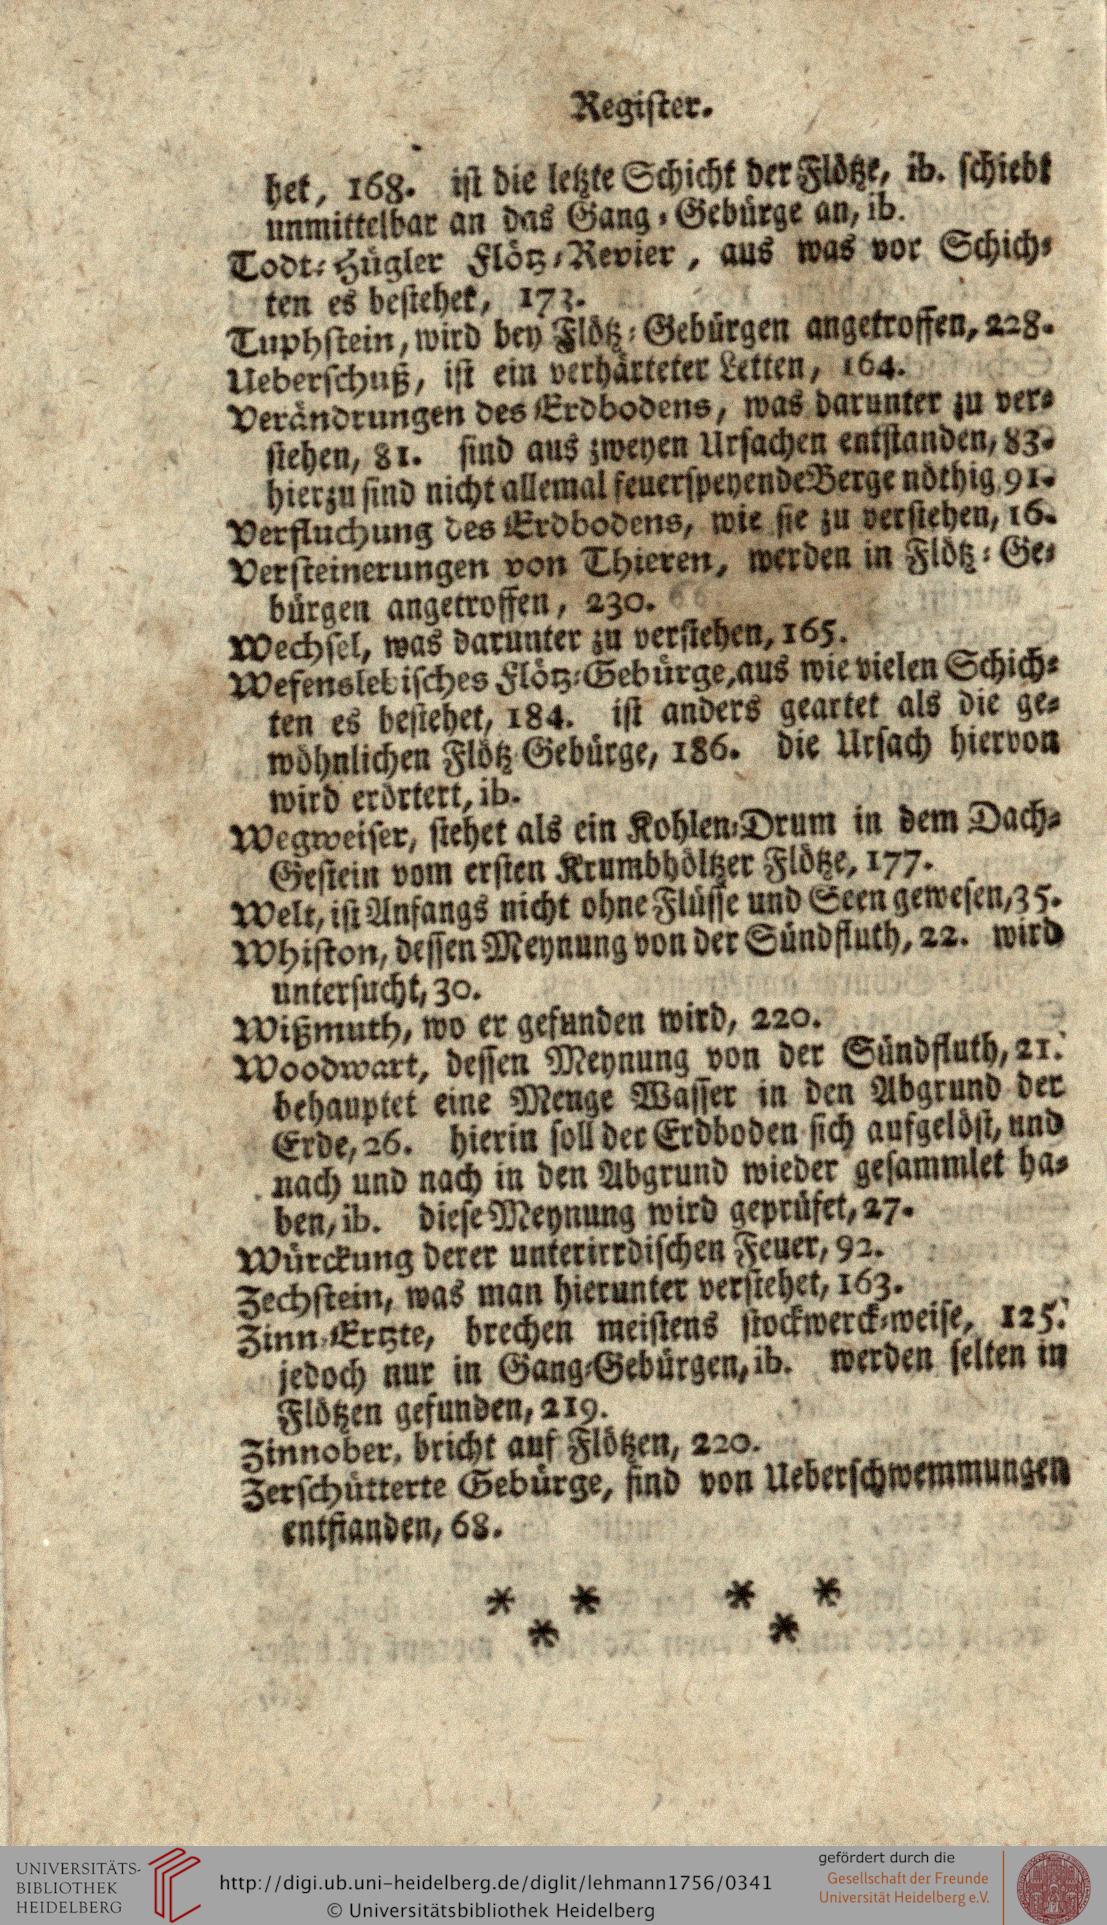 Register.
het, 168. ist die letzte Schicht der Flötze, ib. schiebt
unmittelbar an das Gang-Gebürge an, ib.
Todt-Hügler Flötz-Revier, aus was vor Schich-
ten es bestehet, 173.
Tuphstein, wird bey Flötz-Gebürgen angetroffen, 228.
Ueberschuß, ist ein verhärteter Letten, 164.
Verändrungen des Erdbodens, was darunter zu ver-
stehen, 81. sind aus zweyen Ursachen entstanden, 83.
hierzu sind nicht allemal feuerspeyende Berge nöthig, 91.
Verfluchung des Erdbodens, wie sie zu verstehen, 16.
Versteinerungen von Thieren, werden in Flötz-Ge-
bürgen angetroffen, 230.
Wechsel, was darunter zu verstehen, 165.
Wefenslebisches Flötz-Gebürge, aus wie vielen Schich-
ten es bestehet, 184. ist anders geartet als die ge-
wöhnlichen Flötz Gebürge, 186. die Ursach hiervon
wird erörtert, ib.
Wegweiser, stehet als ein Kohlen-Drum in dem Dach-
Gestein vom ersten Krumbhöltzer Flötze, 177.
Welt, ist Anfangs nicht ohne Flüsse und Seen gewesen, 35.
Whiston, dessen Meynung von der Sündfluth, 22. wird
untersucht, 30.
Wißmuth, wo er gefunden wird, 220.
Woodwart, dessen Meynung von der Sündfluth, 21.
behauptet eine Menge Wasser in den Abgrund der
Erde, 26. hierin soll der Erdboden sich aufgelöst, und
nach und nach in den Abgrund wieder gesammlet ha-
ben, ib. diese Meynung wird geprüfet, 27.
Würckung derer unterirrdischen Feuer, 92.
Zechstein, was man hierunter verstehet, 163.
Zinn-Ertzte, brechen meistens stockwerck-weise, 125.
jedoch nur in Gang-Gebürgen, ib. werden selten in
Flötzen gefunden, 219.
Zinnober, bricht auf Flötzen, 220.
Zerschütterte Gebürge, sind von Ueberschwemmungen
entstanden, 68.
* * * *
* *
UNIVERSITÄTS-
BIBLIOTHEK
HEIDELBERG
http://digi.ub.uni-heidelberg.de/diglit/lehmann1756/0341
© Universitätsbibliothek Heidelberg
gefördert durch die
Gesellschaft der Freunde
Universität Heidelberg e.V.